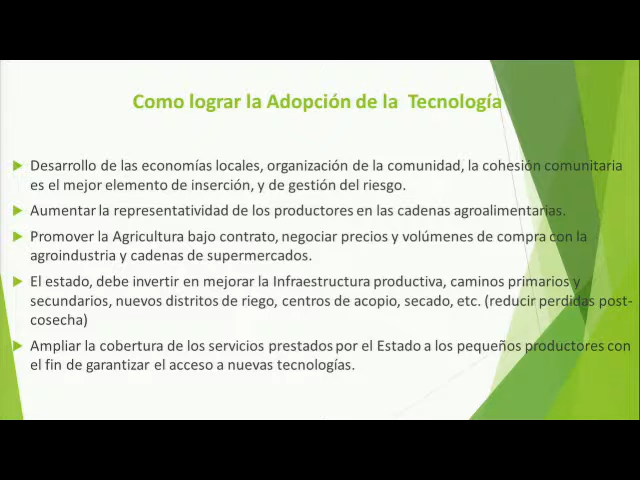 Como lograr la Adopción de la Tecnología
Desarrollo de las economías locales, organización de la comunidad, la cohesión comunitaria
es el mejor elemento de inserción, y de gestión del riesgo.
Aumentar la representatividad de los productores en las cadenas agroalimentarias.
Promover la Agricultura bajo contrato, negociar precios y volúmenes de compra con la
agroindustria y cadenas de supermercados.
El estado, debe invertir en mejorar la Infraestructura productiva, caminos primarios y
secundarios, nuevos distritos de riego, centros de acopio, secado, etc. (reducir perdidas post-
cosecha)
Ampliar la cobertura de los servicios prestados por el Estado a los pequeños productores con
el fin de garantizar el acceso a nuevas tecnologías.